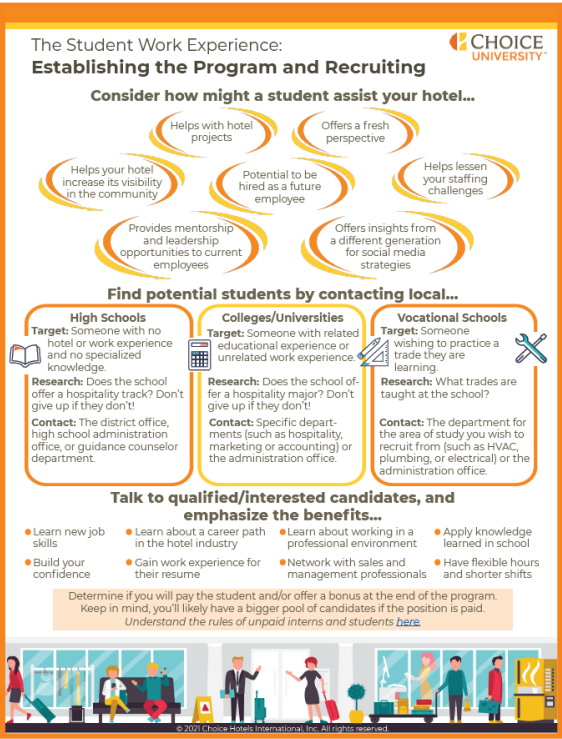 The Student Work Experience:
Establishing the Program and Recruiting
CHOICE
UNIVERSITY™
Consider how might a student assist your hotel...
Helps with hotel
projects
Offers a fresh
perspective
Helps your hotel
increase its visibility
in the community
Potential to be
hired as a future
employee
Helps lessen
your staffing
challenges
Provides mentorship
and leadership
opportunities to current
employees
Offers insights from
a different generation
for social media
strategies
Find potential students by contacting local...
High Schools
Target: Someone with no
hotel or work experience
and no specialized
knowledge.
Research: Does the school
offer a hospitality track? Don't
give up if they don't!
Contact: The district office,
high school administration
office, or guidance counselor
department.
Colleges/Universities
Target: Someone with related
educational experience or
unrelated work experience.
Research: Does the school of-
fer a hospitality major? Don't
give up if they don't!
Contact: Specific depart-
ments (such as hospitality,
marketing or accounting) or
the administration office.
Vocational Schools
Target: Someone
wishing to practice a
trade they are
learning.
Research: What trades are
taught at the school?
Contact: The department for
the area of study you wish to
recruit from (such as HVAC,
plumbing, or electrical) or the
administration office.
Talk to qualified/interested candidates, and
emphasize the benefits...
Learn new job
skills
Learn about a career path
in the hotel industry
Learn about working in a
professional environment
Apply knowledge
learned in school
Build your
confidence
Gain work experience for
their resume
Network with sales and
management professionals
Have flexible hours
and shorter shifts
Determine if you will pay the student and/or offer a bonus at the end of the program.
Keep in mind, you'll likely have a bigger pool of candidates if the position is paid.
Understand the rules of unpaid interns and students here.
© 2021 Choice Hotels International, Inc. All rights reserved.